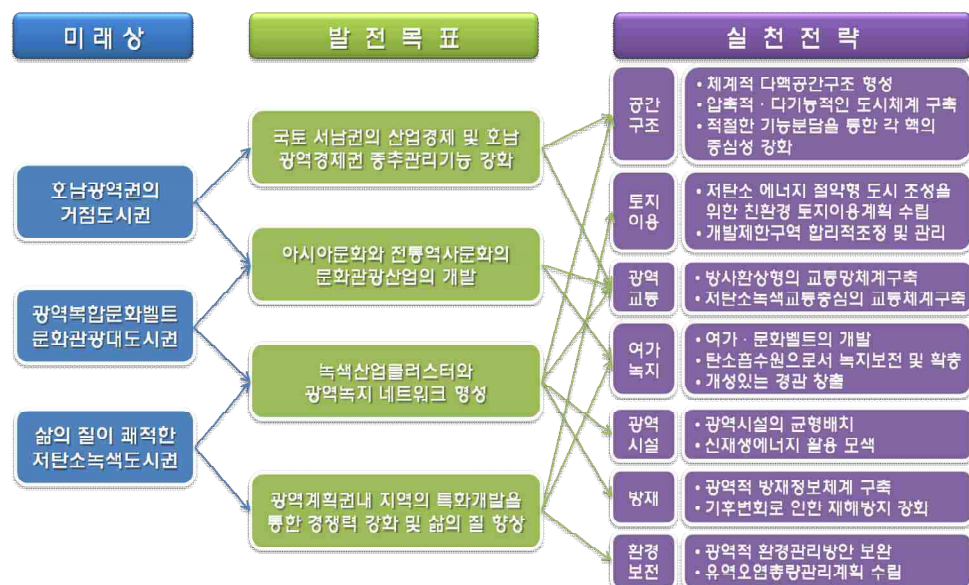 미래상
발전목표
실천전략
호남광역권의
거점도시권
광역복합문화벨트
문화관광대도시권
삶의 질이 쾌적한
저탄소녹색도시권
국토 서남권의 산업경제 및 호남
광역경제권 중추관리기능 강화
아시아문화와 전통역사문화의
문화관광산업의 개발
녹색산업클러스터와
광역녹지 네트워크 형성
광역계획권내 지역의 특화개발을
통한 경쟁력 강화 및 삶의 질 향상
공간
구조
• 체계적 다핵공간구조 형성
• 압축적 · 다기능적인 도시체계 구축
• 적절한 기능분담을 통한 각 핵의
중심성 강화
토지
이용
• 저탄소 에너지 절약형 도시 조성을
위한 친환경 토지이용계획 수립
• 개발제한구역 합리적조정 및 관리
광역
교통
• 방사환상형의 교통망체계구축
• 저탄소녹색교통중심의 교통체계구축
여가
녹지
• 여가 · 문화벨트의 개발
• 탄소흡수원으로서 녹지보전 및 확충
• 개성있는 경관 창출
광역
시설
• 광역시설의 균형배치
• 신재생에너지 활용 모색
방재
• 광역적 방재정보체계 구축
• 기후변화로 인한 재해방지 강화
환경
보전
• 광역적 환경관리방안 보완
• 유역오염총량관리계획 수립